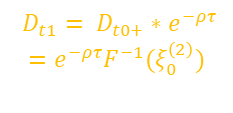 D_{t1} = D_{t0+} * e^{-ρτ}
= e^{-ρτ}F^{-1}(ξ_0^{(2)})